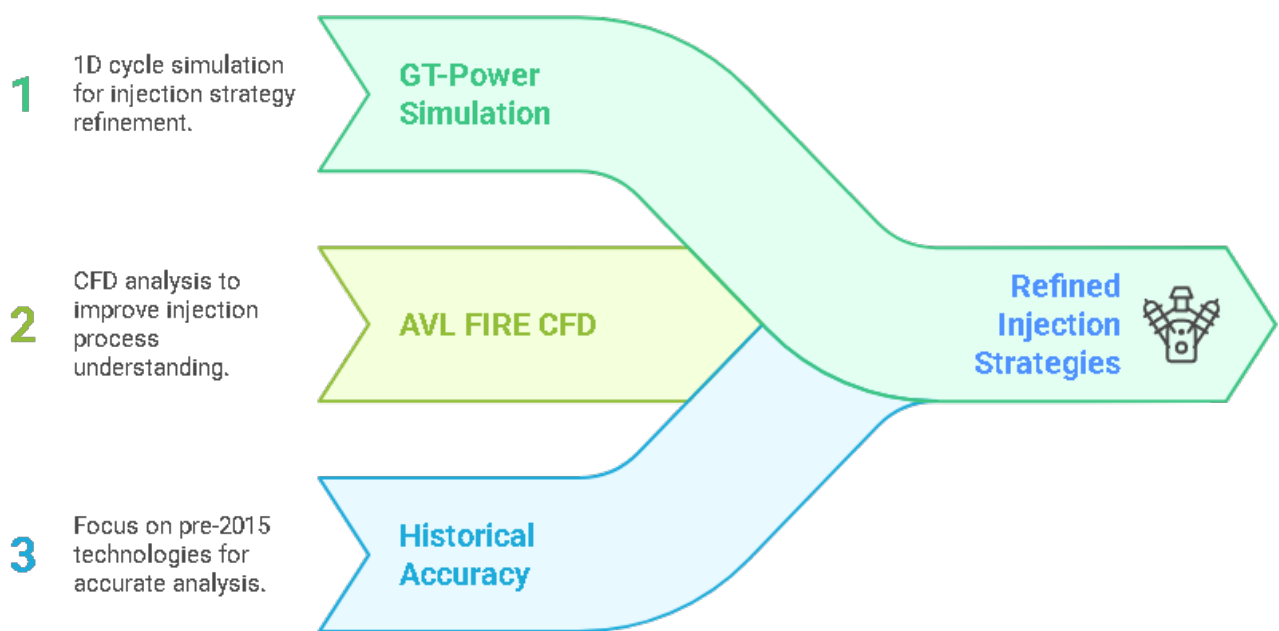 1
1D cycle simulation
for injection strategy
refinement.
GT-Power
Simulation
2
CFD analysis to
improve injection
process
understanding.
AVL FIRE CFD
Refined
Injection
Strategies
3
Focus on pre-2015
technologies for
accurate analysis.
Historical
Accuracy